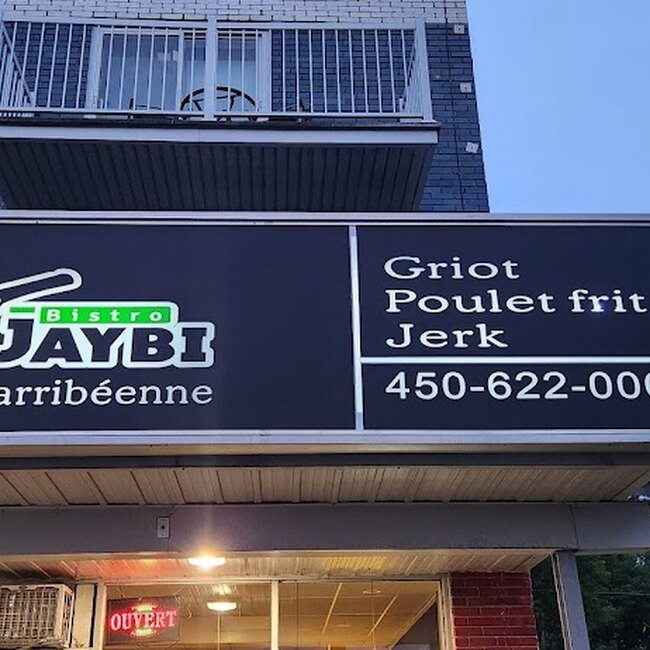 Bistro
JAYBI
arribéenne
Griot
Poulet frit
Jerk
450-622-000
OUVERT